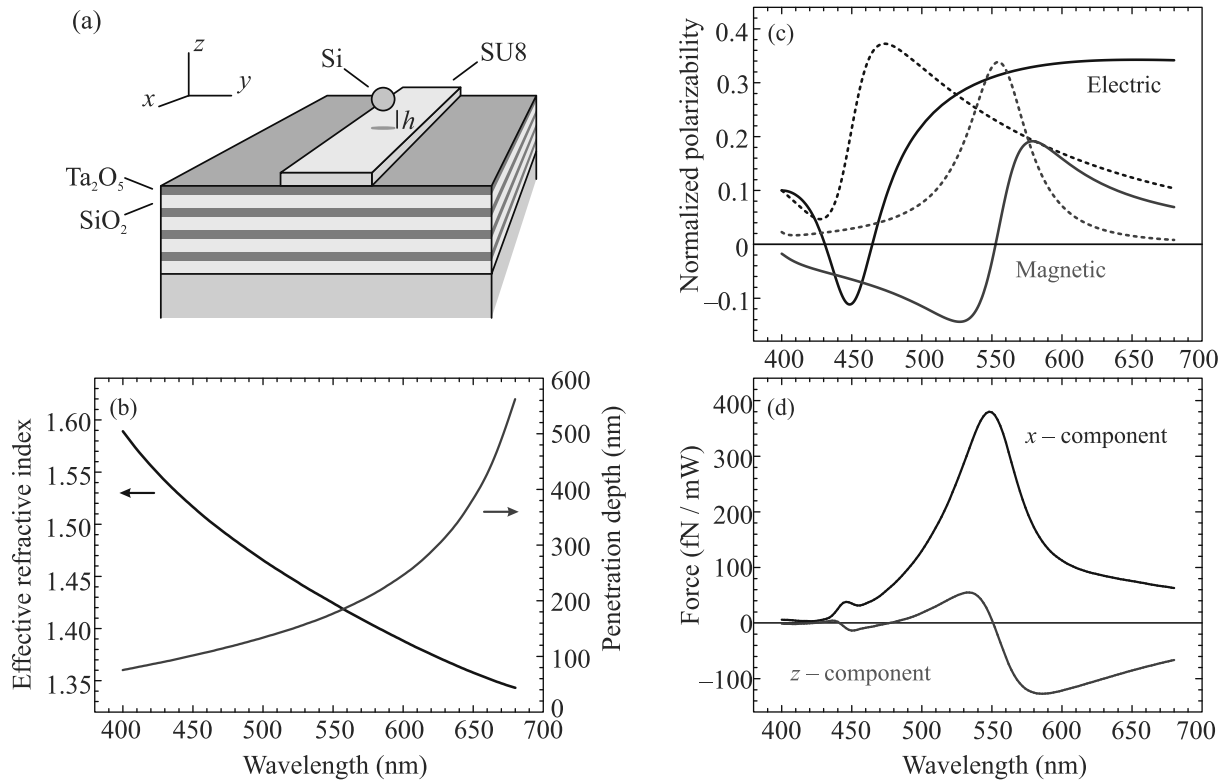 (a)
z
y
x
Si
SU8
h
Ta₂O₅
SiO₂
(b)
Effective refractive index
1.60
1.55
1.50
1.45
1.40
1.35
400 450 500 550 600 650 700
Wavelength (nm)
600
500
400
300
200
100
0
Penetration depth (nm)
(c)
Normalized polarizability
0.4
0.3
0.2
0.1
0
−0.1
Electric
Magnetic
400 450 500 550 600 650 700
(d)
Force (fN / mW)
400
300
200
100
0
−100
x – component
z – component
400 450 500 550 600 650 700
Wavelength (nm)